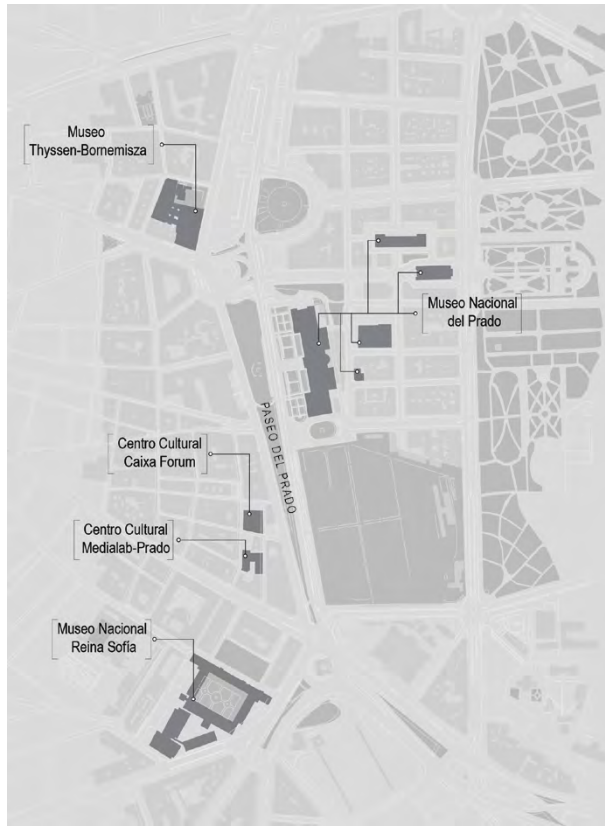 Museo
Thyssen-Bornemisza
Museo Nacional
del Prado
PASEO DEL PRADO
Centro Cultural
Caixa Forum
Centro Cultural
Medialab-Prado
Museo Nacional
Reina Sofía